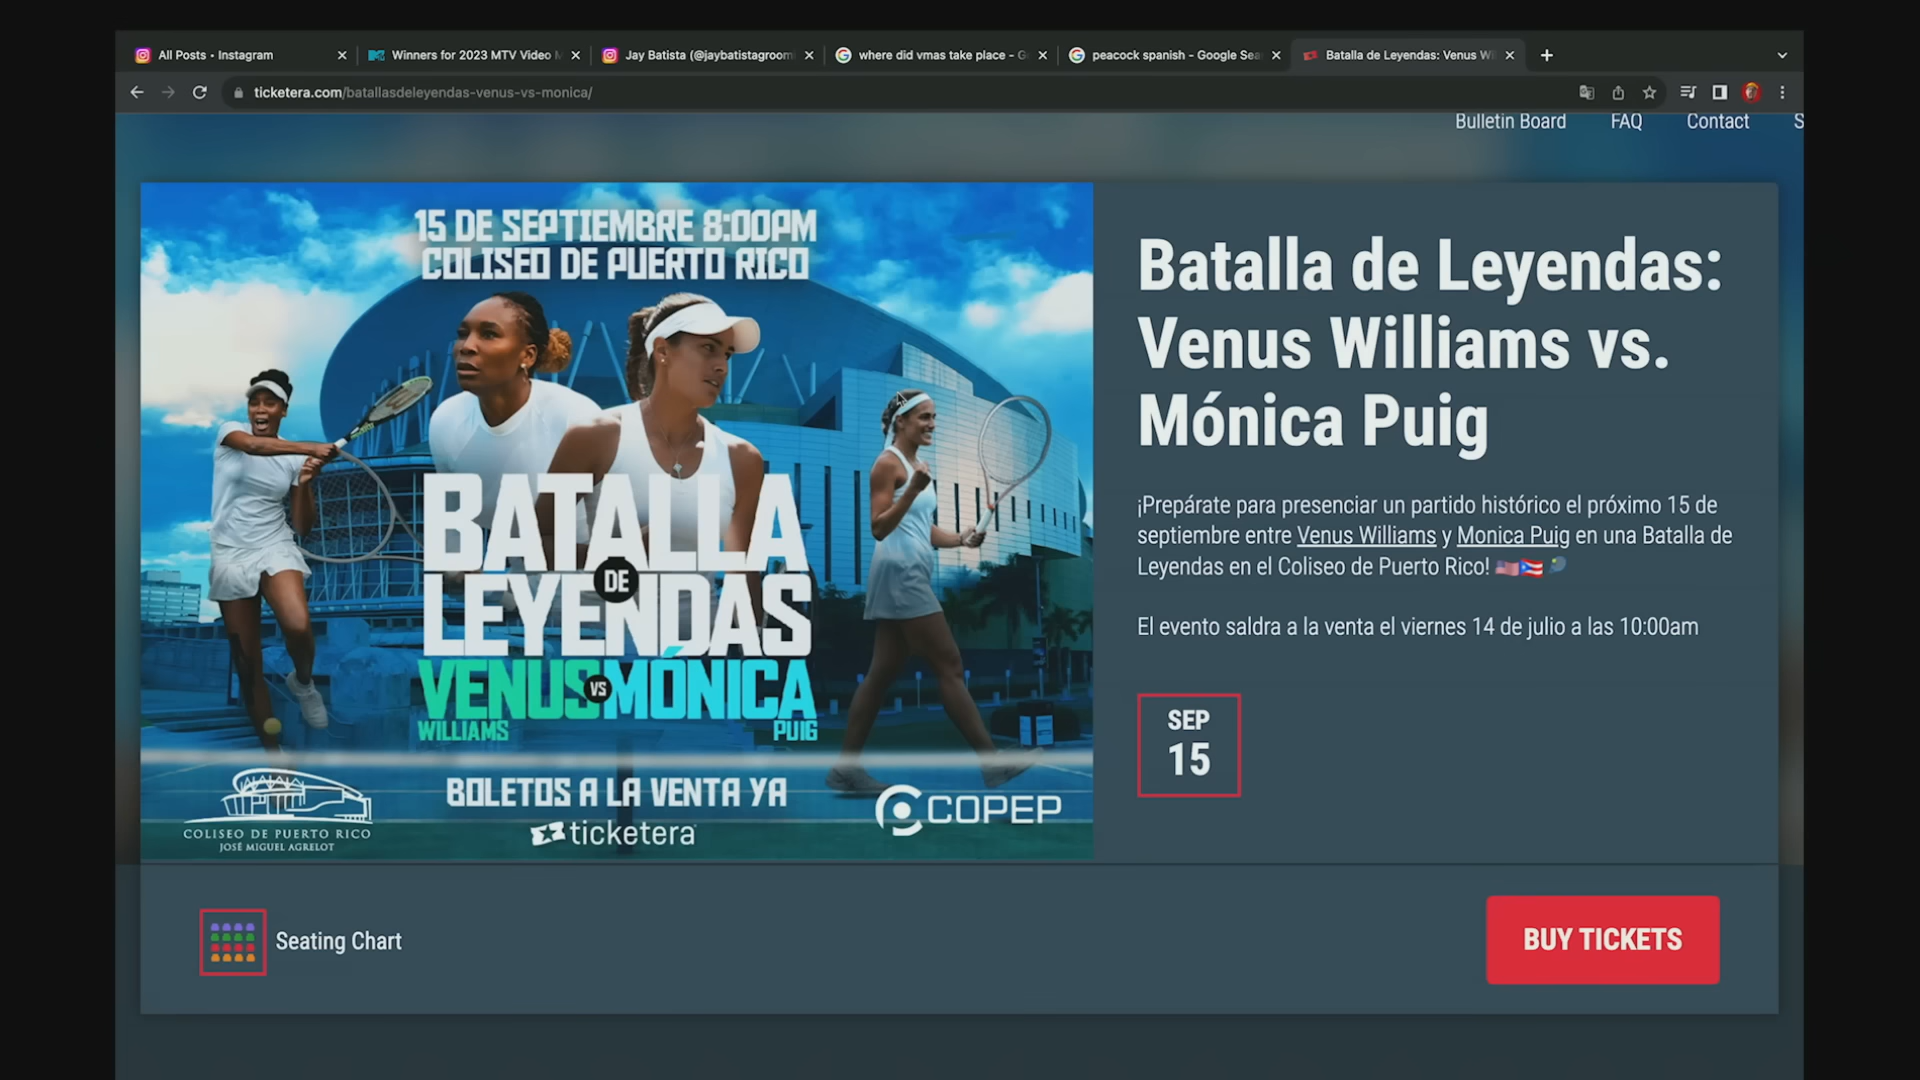 All Posts • Instagram
Winners for 2023 MTV Video M
Jay Batista (@jaybatistagroom
where did vmas take place - G
peacock spanish - Google Sea
Batalla de Leyendas: Venus Wi
ticketera.com/batallasdeleyendas-venus-vs-monica/
Bulletin Board FAQ Contact S
15 DE SEPTIEMBRE 8:00PM
COLISEO DE PUERTO RICO
BATALLA
DE
LEYENDAS
VENUS VS MÓNICA
WILLIAMS PUIG
BOLETOS A LA VENTA YA
ticketera
COLISEO DE PUERTO RICO
JOSÉ MIGUEL AGRELOT
COPEP
Batalla de Leyendas:
Venus Williams vs.
Mónica Puig
¡Prepárate para presenciar un partido histórico el próximo 15 de
septiembre entre Venus Williams y Monica Puig en una Batalla de
Leyendas en el Coliseo de Puerto Rico!
El evento saldra a la venta el viernes 14 de julio a las 10:00am
SEP
15
Seating Chart
BUY TICKETS